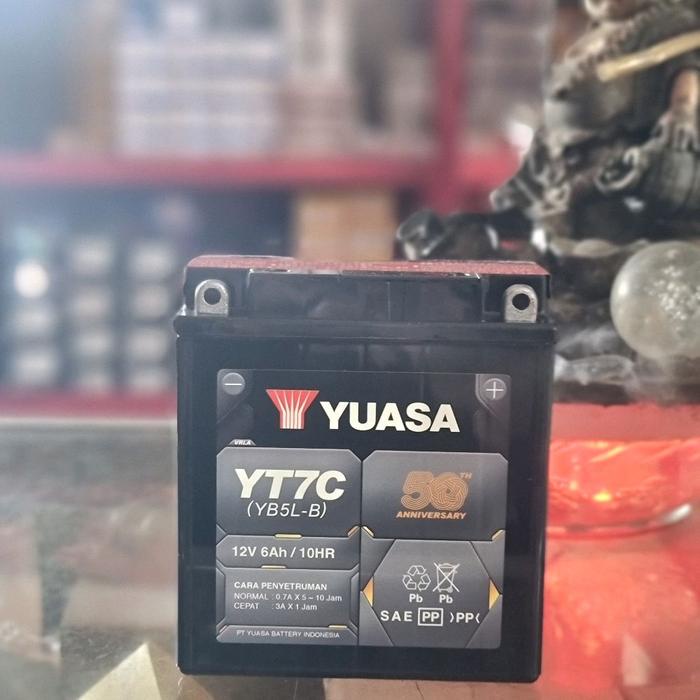 YUASA
VRLA
YT7C
(YB5L-B)
50TH
ANNIVERSARY
12V 6Ah / 10HR
CARA PENYETRUMAN
NORMAL : 0.7A X 5 ~ 10 Jam
CEPAT : 3A X 1 Jam
Pb Pb
SAE PP >PP<
PT YUASA BATTERY INDONESIA